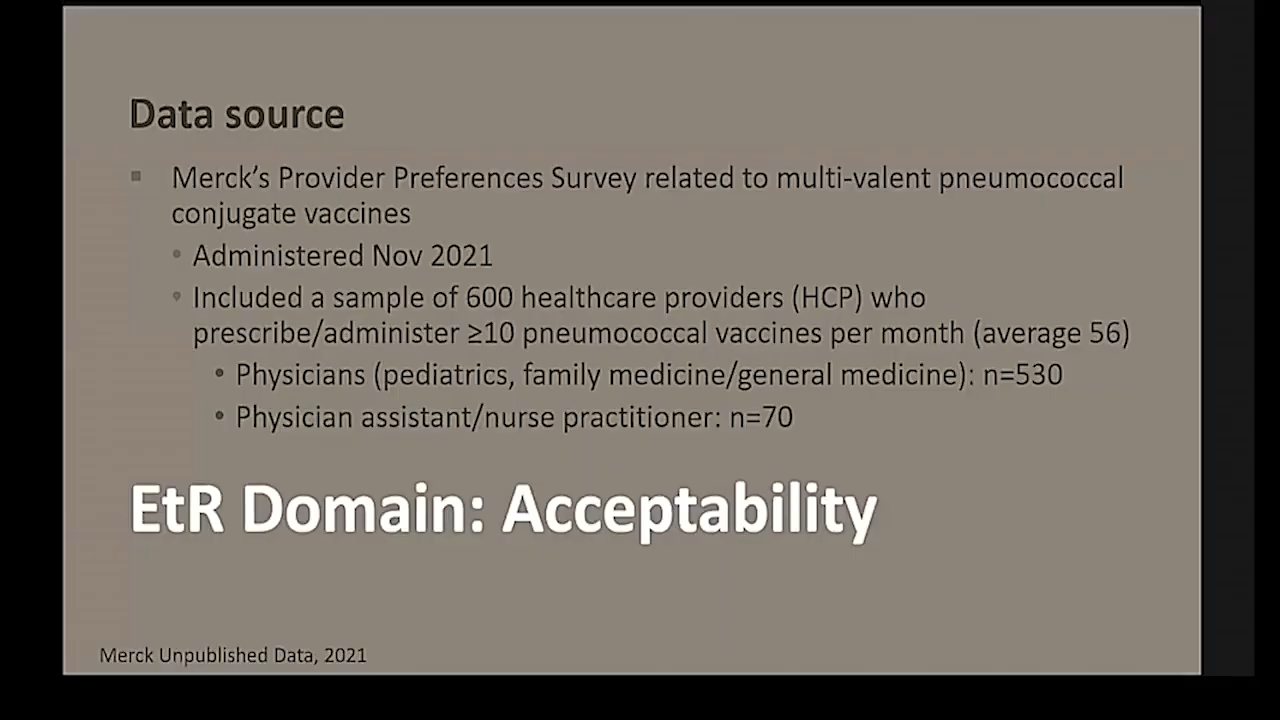 Data source
▪ Merck’s Provider Preferences Survey related to multi-valent pneumococcal
conjugate vaccines
• Administered Nov 2021
• Included a sample of 600 healthcare providers (HCP) who
prescribe/administer ≥10 pneumococcal vaccines per month (average 56)
• Physicians (pediatrics, family medicine/general medicine): n=530
• Physician assistant/nurse practitioner: n=70
EtR Domain: Acceptability
Merck Unpublished Data, 2021